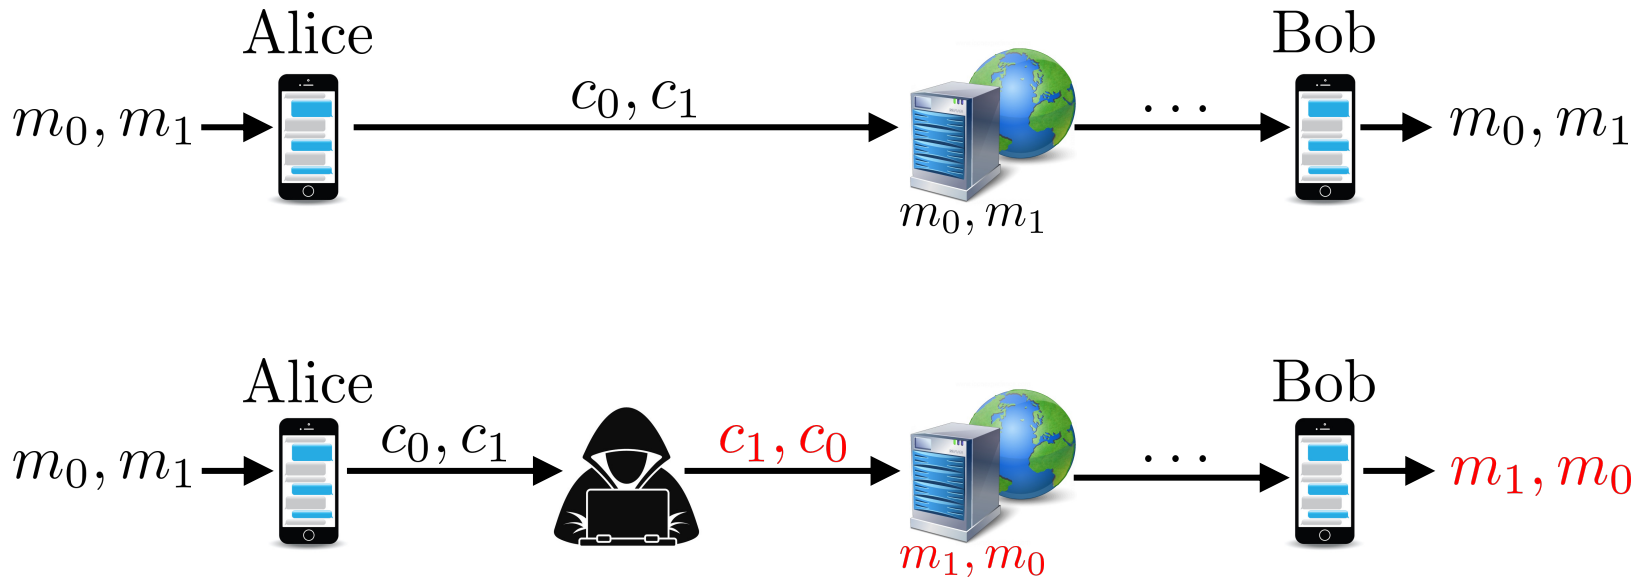 Alice Bob
m₀, m₁ c₀, c₁ ··· m₀, m₁
m₀, m₁
Alice Bob
m₀, m₁ c₀, c₁ c₁, c₀ ··· m₁, m₀
m₁, m₀